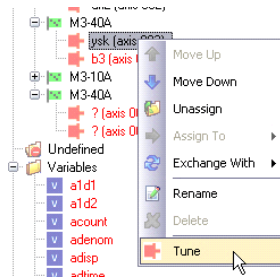 M3-40A
ysk (axis
b3 (axis
M3-10A
M3-40A
? (axis 0
? (axis 0
Undefined
Variables
a1d1
a1d2
acount
adenom
adisp
adtime
Move Up
Move Down
Unassign
Assign To
Exchange With
Rename
Delete
Tune